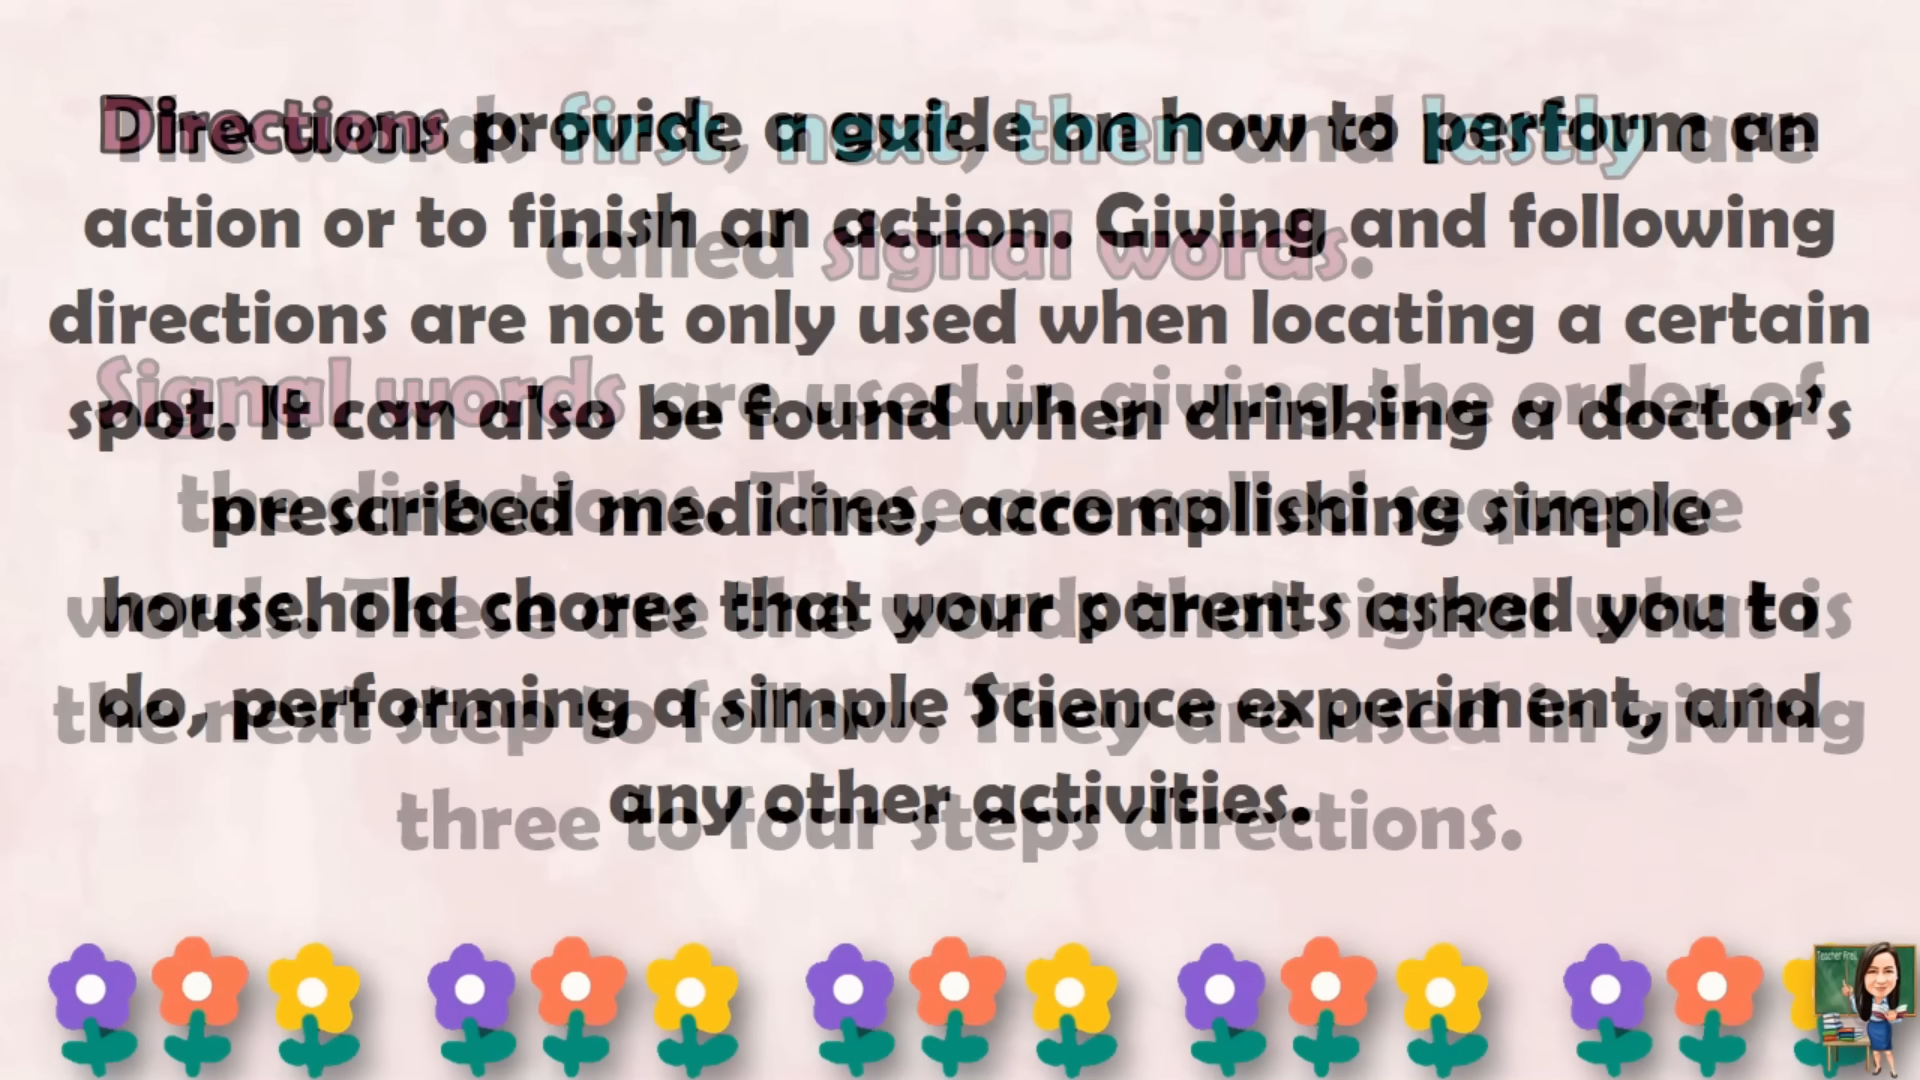 Directions provide a guide on how to perform an
action or to finish an action. Giving and following
directions are not only used when locating a certain
spot. It can also be found when drinking a doctor's
prescribed medicine, accomplishing simple
household chores that your parents asked you to
do, performing a simple Science experiment, and
any other activities.
The words first, next, then and lastly are
called signal words.
Signal words are used in giving the order of
the directions. These are called sequence
words. These are the words that signal what is
the next step to follow. They are used in giving
three to four steps directions.